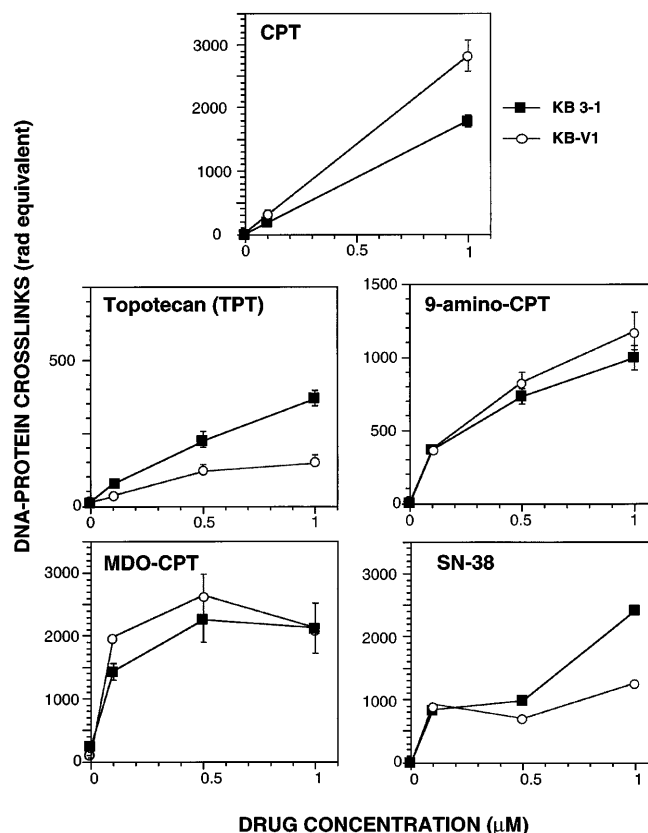 CPT
3000
2000
1000
0
0 0.5 1
KB 3-1
KB-V1
DNA-PROTEIN CROSSLINKS (rad equivalent)
Topotecan (TPT)
500
0
0 0.5 1
9-amino-CPT
1500
1000
500
0
0 0.5 1
MDO-CPT
3000
2000
1000
0
0 0.5 1
SN-38
3000
2000
1000
0
0 0.5 1
DRUG CONCENTRATION (μM)